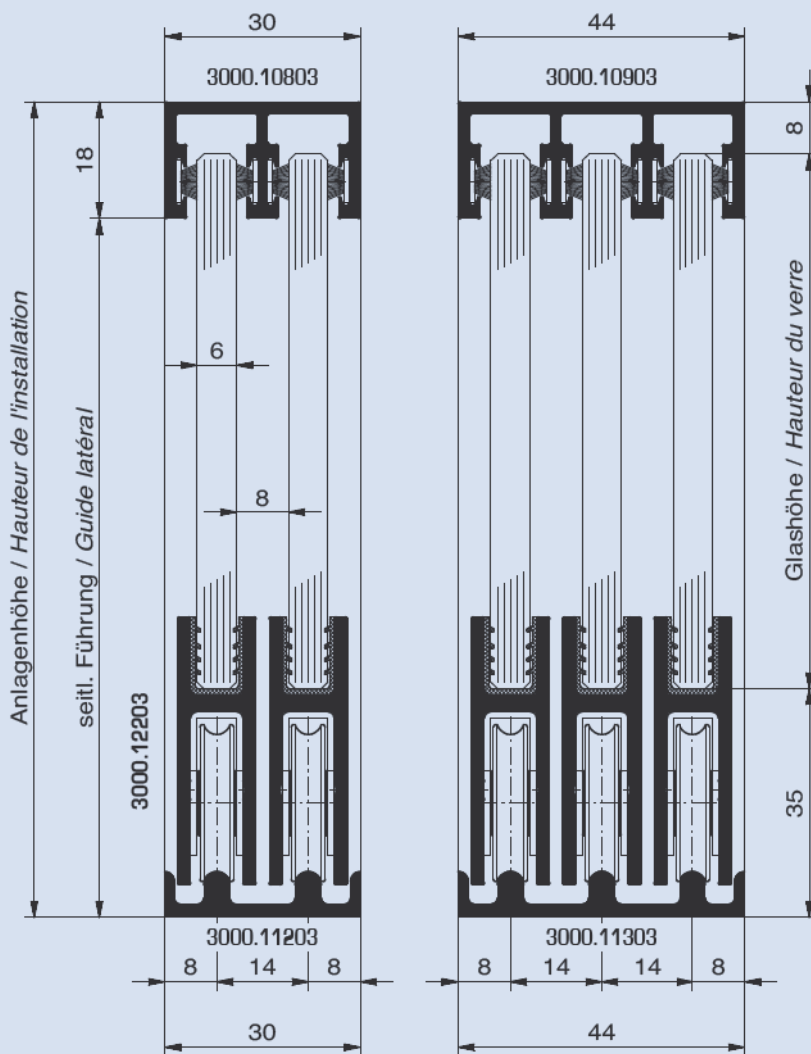 30
44
3000.10803
3000.10903
18
8
Anlagenhöhe / Hauteur de l'installation
seitl. Führung / Guide latéral
6
8
Glashöhe / Hauteur du verre
3000.12203
35
3000.11203
3000.11303
8 14 8
8 14 14 8
30
44